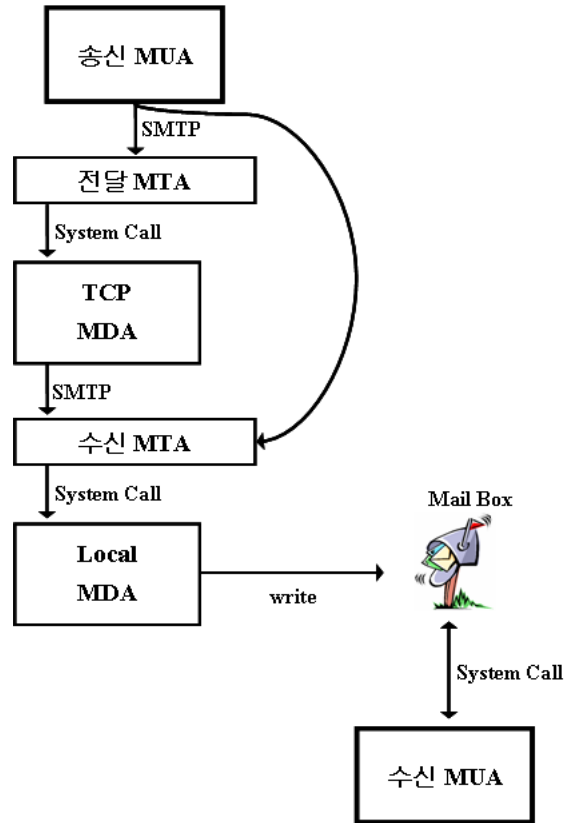 송신 MUA
SMTP
전달 MTA
System Call
TCP
MDA
SMTP
수신 MTA
System Call
Mail Box
Local
MDA
write
System Call
수신 MUA